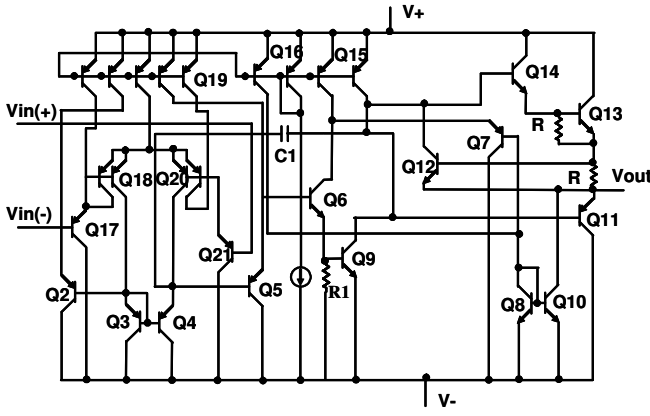 V+
Q16
Q15
Q14
Q19
Vin(+)
Q13
R
Q7
C1
Q12
R
Vout
Q18
Q20
Q6
Vin(-)
Q17
Q11
Q21
Q9
Q2
Q5
R1
Q8
Q10
Q3
Q4
V-